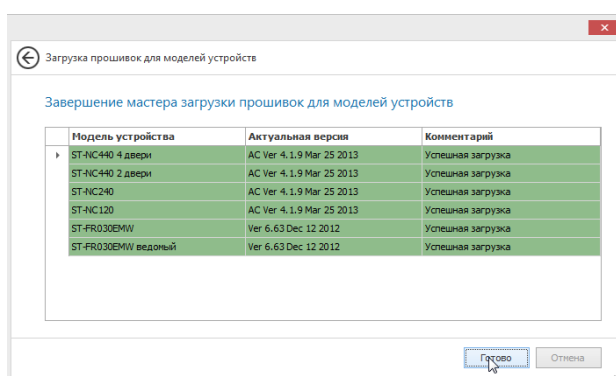 Загрузка прошивок для моделей устройств
Завершение мастера загрузки прошивок для моделей устройств
Модель устройства Актуальная версия Комментарий
ST-NC440 4 двери AC Ver 4.1.9 Mar 25 2013 Успешная загрузка
ST-NC440 2 двери AC Ver 4.1.9 Mar 25 2013 Успешная загрузка
ST-NC240 AC Ver 4.1.9 Mar 25 2013 Успешная загрузка
ST-NC120 AC Ver 4.1.9 Mar 25 2013 Успешная загрузка
ST-FR030EMW Ver 6.63 Dec 12 2012 Успешная загрузка
ST-FR030EMW ведомый Ver 6.63 Dec 12 2012 Успешная загрузка
Готово Отмена